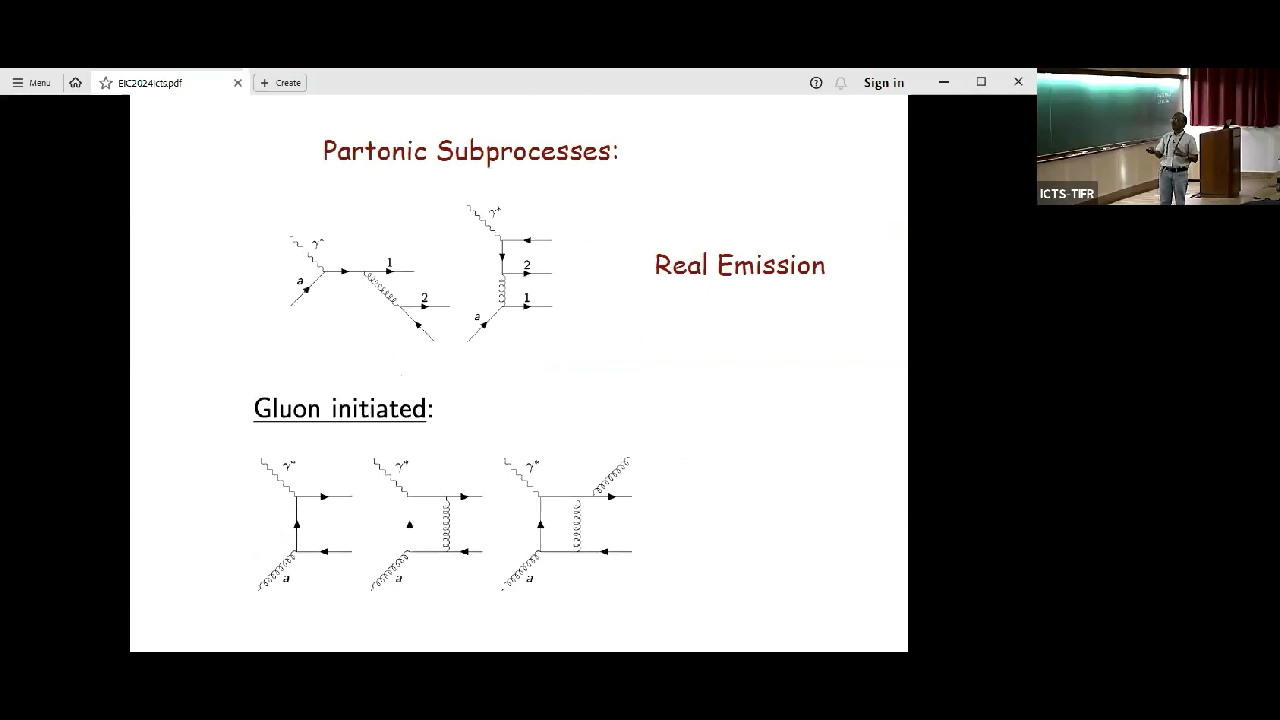 Menu
EIC2024Icts.pdf
Create
Sign in
ICTS-TIFR
Partonic Subprocesses:
γ*
a
1
2
γ*
2
1
a
Real Emission
Gluon initiated:
γ*
a
γ*
a
γ*
a